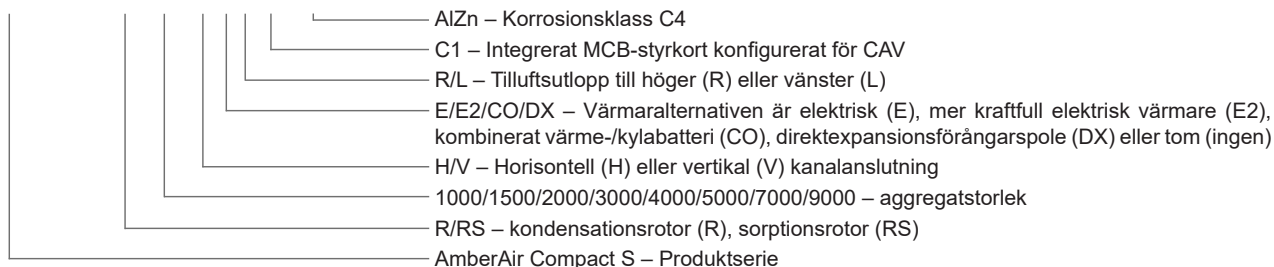 AlZn – Korrosionsklass C4
C1 – Integrerat MCB-styrkort konfigurerat för CAV
R/L – Tilluftsutlopp till höger (R) eller vänster (L)
E/E2/CO/DX – Värmaralternativen är elektrisk (E), mer kraftfull elektrisk värmare (E2),
kombinerat värme-/kylabatteri (CO), direktexpansionsförångarspole (DX) eller tom (ingen)
H/V – Horisontell (H) eller vertikal (V) kanalanslutning
1000/1500/2000/3000/4000/5000/7000/9000 – aggregatstorlek
R/RS – kondensationsrotor (R), sorptionsrotor (RS)
AmberAir Compact S – Produktserie